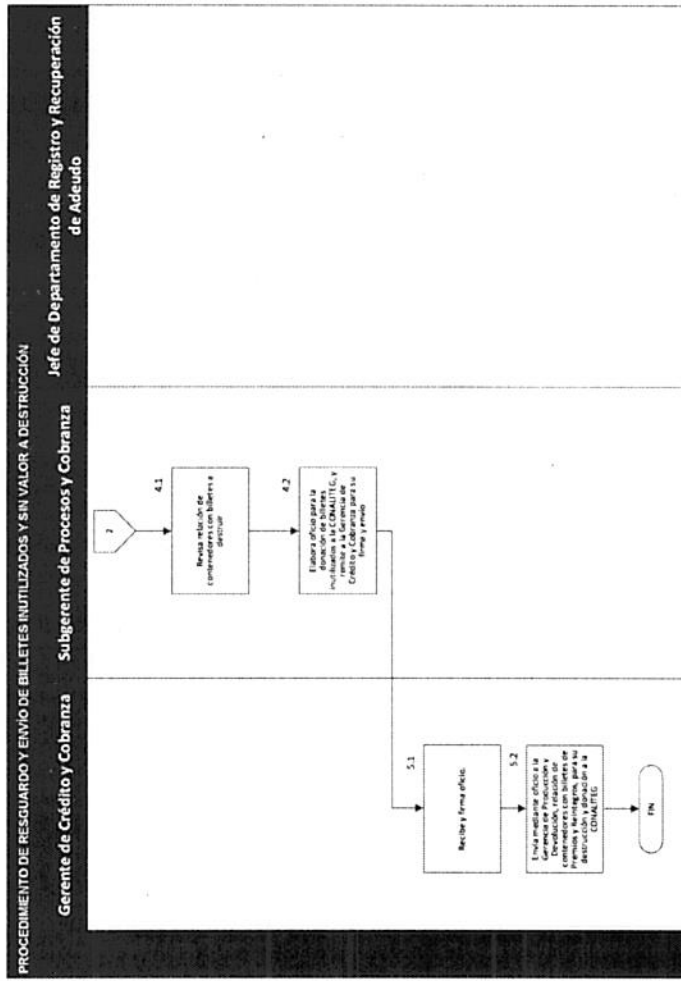 PROCEDIMIENTO DE RESGUARDO Y ENVÍO DE BILLETES INUTILIZADOS Y SIN VALOR A DESTRUCCIÓN
Gerente de Crédito y Cobranza
Subgerente de Procesos y Cobranza
Jefe de Departamento de Registro y Recuperación
de Adeudo
2
4.1
Revisa relación de
contenedores con billetes a
destruir
4.2
Elabora oficio para la
donación de billetes
inutilizados a la CONALITEG, y
remite a la Gerencia de
Crédito y Cobranza para su
firma y envío
5.1
Recibe y firma oficio.
5.2
Envía mediante oficio a la
Gerencia de Producción y
Devolución, relación de
contenedores con billetes de
Premios y Reintegros, para su
destrucción y donación a la
CONALITEG
FIN